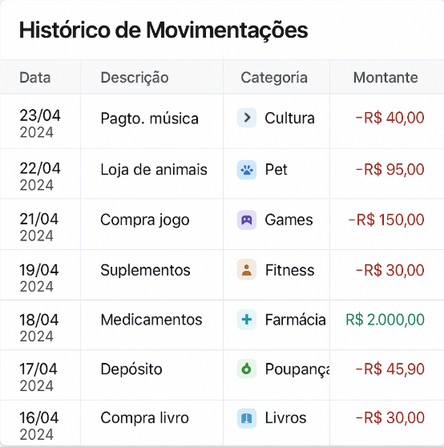 Histórico de Movimentações
Data Descrição Categoria Montante
23/04 2024 Pagto. música Cultura -R$ 40,00
22/04 2024 Loja de animais Pet -R$ 95,00
21/04 2024 Compra jogo Games -R$ 150,00
19/04 2024 Suplementos Fitness -R$ 30,00
18/04 2024 Medicamentos Farmácia R$ 2.000,00
17/04 2024 Depósito Poupança -R$ 45,90
16/04 2024 Compra livro Livros -R$ 30,00